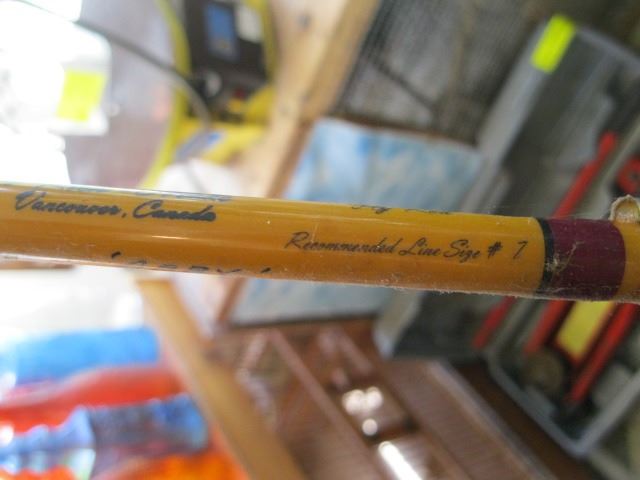 Vancouver, Canada
Recommended Line Size # 7